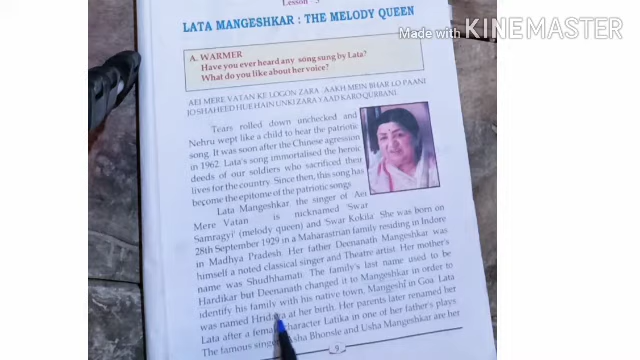 Lesson - 3
LATA MANGESHKAR : THE MELODY QUEEN
Made with KINEMASTER
A. WARMER
Have you ever heard any song sung by Lata?
What do you like about her voice?
AEI MERE VATAN KE LOGON ZARA AAKH MEIN BHAR LO PAANI
JO SHAHEED HUE HAIN UNKI ZARA YAAD KARO QURBANI.
Tears rolled down unchecked and
Nehru wept like a child to hear the patriotic
song. It was soon after the Chinese agression
in 1962. Lata's song immortalised the heroic
deeds of our soldiers who sacrificed their
lives for the country. Since then, this song has
become the epitome of the patriotic songs.
Lata Mangeshkar, the singer of Aei
Mere Vatan is nicknamed 'Swar
Samragyi' (melody queen) and 'Swar Kokila'. She was born on
28th September 1929 in a Maharastrian family residing in Indore
in Madhya Pradesh. Her father Deenanath Mangeshkar was
himself a noted classical singer and Theatre artist. Her mother's
name was Shudhhamati. The family's last name used to be
Hardikar but Deenanath changed it to Mangeshkar in order to
identify his family with his native town, Mangeshi in Goa. Lata
was named Hridaya at her birth. Her parents later renamed her
Lata after a female character Latika in one of her father's plays.
The famous singer Asha Bhonsle and Usha Mangeshkar are her
9